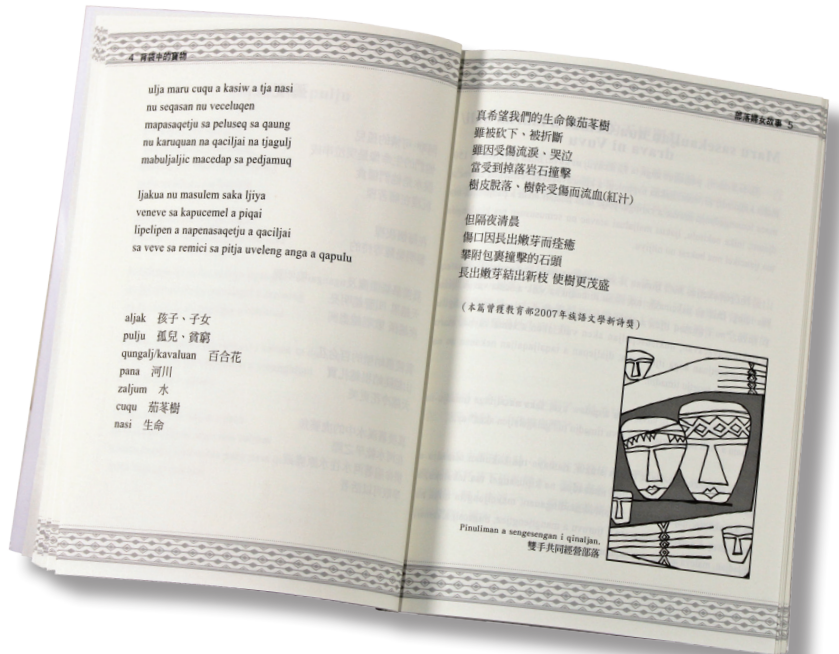 4 背袋中的寶物
ulja maru cuqu a kasiw a tja nasi
nu seqasan nu veceluqen
mapasaqetju sa peluseq sa qaung
nu karuquan na qaciljai na tjagulj
mabuljaljic macedap sa pedjamuq
ljakua nu masulem saka ljiya
veneve sa kapucemel a piqai
lipelipen a napenasaqetju a qaciljai
sa veve sa remici sa pitja uveleng anga a qapulu
aljak 孩子、子女
pulju 孤兒、貧窮
qungalj/kavaluan 百合花
pana 河川
zaljum 水
cuqu 茄苳樹
nasi 生命
部落婦女故事 5
真希望我們的生命像茄苳樹
雖被砍下、被折斷
雖因受傷流淚、哭泣
當受到掉落岩石撞擊
樹皮脫落、樹幹受傷而流血(紅汁)
但隔夜清晨
傷口因長出嫩芽而痊癒
攀附包裹撞擊的石頭
長出嫩芽結出新枝 使樹更茂盛
(本篇曾獲教育部2007年族語文學新詩獎)
Pinuliman a sengesengan i qinaljan.
雙手共同經營部落